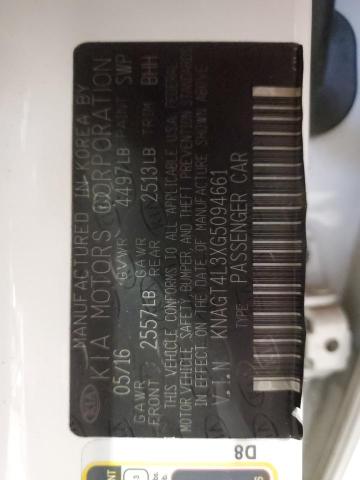 MANUFACTURED IN KOREA BY
KIA MOTORS CORPORATION
05/16 GVWR 4497LB PAINT SWP
GAWR FRONT 2557LB GAWR REAR 2513LB TRIM BHH
THIS VEHICLE CONFORMS TO ALL APPLICABLE U.S.A. FEDERAL
MOTOR VEHICLE SAFETY, BUMPER, AND THEFT PREVENTION STANDARDS
IN EFFECT ON THE DATE OF MANUFACTURE SHOWN ABOVE
V.I.N KNAGT4L3XG5094661
TYPE PASSENGER CAR
KIA
D8